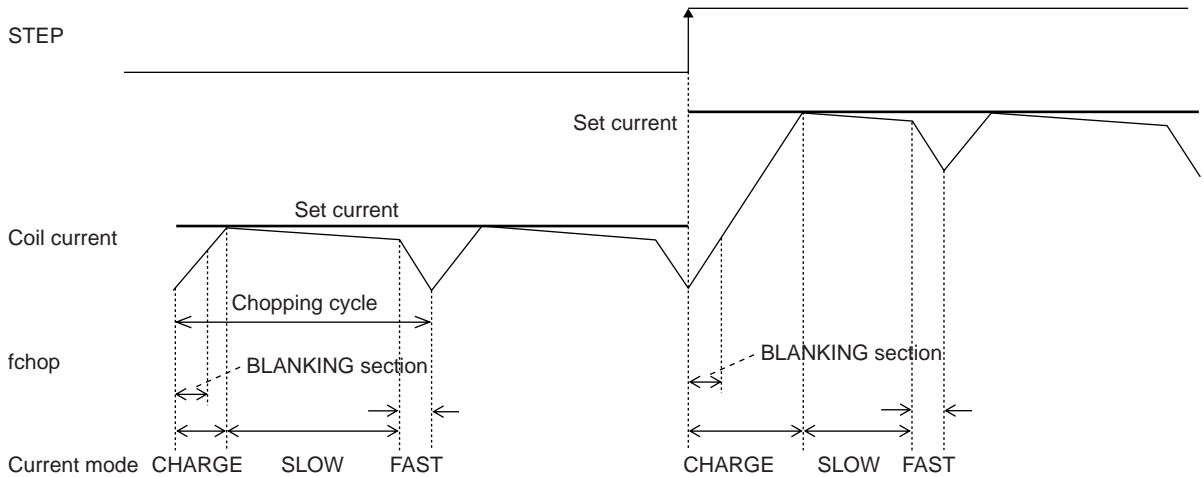 STEP
Set current
Set current
Coil current
Chopping cycle
fchop
BLANKING section
BLANKING section
Current mode CHARGE SLOW FAST CHARGE SLOW FAST